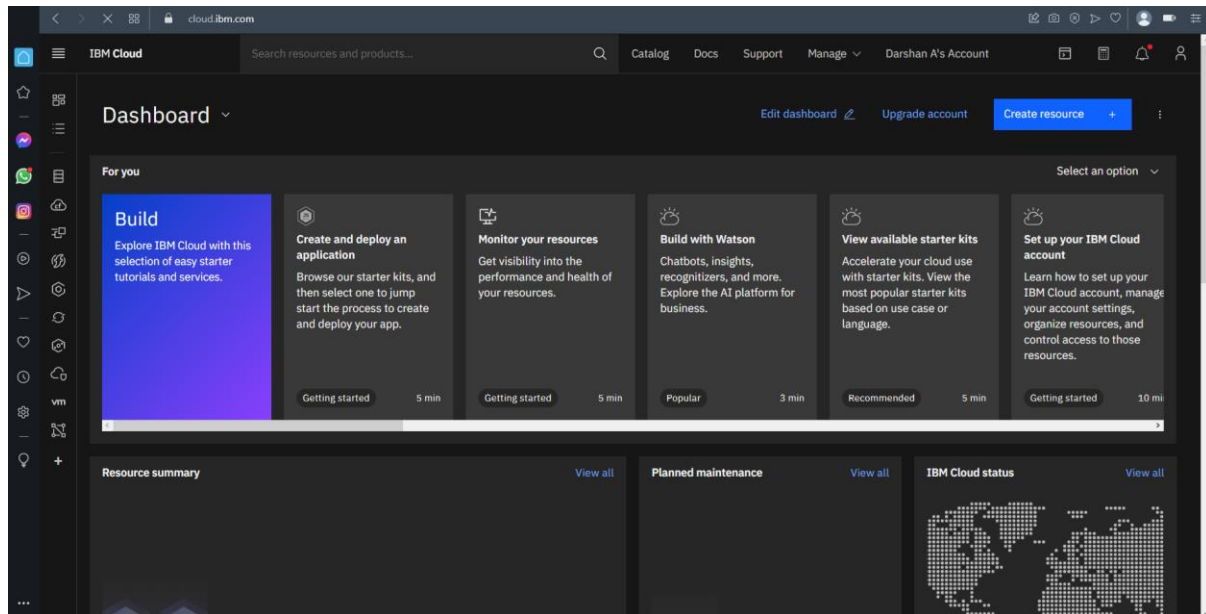 cloud.ibm.com
IBM Cloud
Search resources and products...
Catalog
Docs
Support
Manage
Darshan A's Account
Dashboard
Edit dashboard
Upgrade account
Create resource +
For you
Select an option
Build
Explore IBM Cloud with this
selection of easy starter
tutorials and services.
Create and deploy an
application
Browse our starter kits, and
then select one to jump
start the process to create
and deploy your app.
Getting started
5 min
Monitor your resources
Get visibility into the
performance and health of
your resources.
Getting started
5 min
Build with Watson
Chatbots, insights,
recognizers, and more.
Explore the AI platform for
business.
Popular
3 min
View available starter kits
Accelerate your cloud use
with starter kits. View the
most popular starter kits
based on use case or
language.
Recommended
5 min
Set up your IBM Cloud
account
Learn how to set up your
IBM Cloud account, manage
your account settings,
organize resources, and
control access to those
resources.
Getting started
10 mi
vm
Resource summary
View all
Planned maintenance
View all
IBM Cloud status
View all